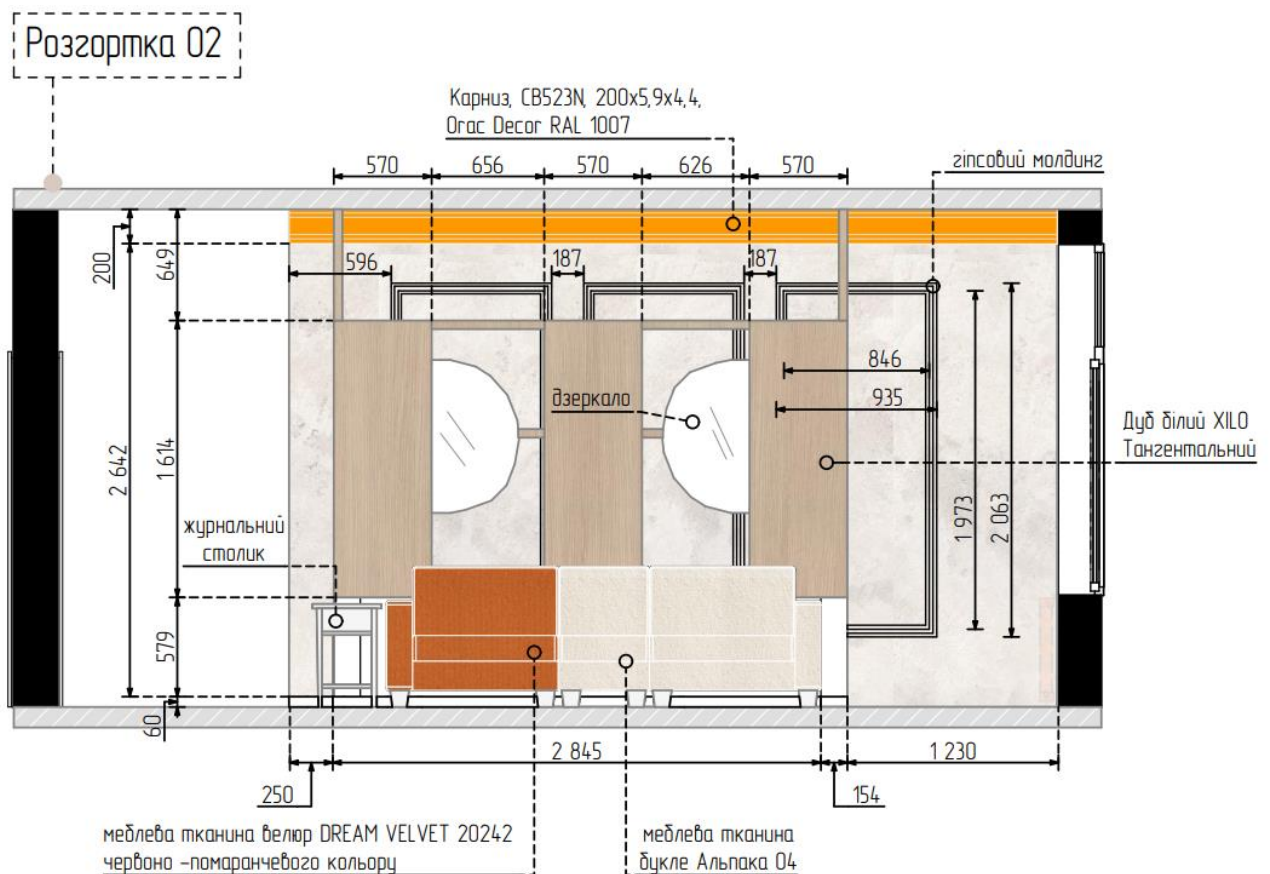 Розгортка 02
Карниз, CB523N, 200x5,9x4,4,
Orac Decor RAL 1007
570
656
570
626
570
гіпсовий молдинг
200
649
596
187
187
846
935
дзеркало
Дуб білий XILO
Тангентальний
2 642
1 614
1 973
2 063
журнальний
столик
579
60
2 845
1 230
250
154
меблева тканина велюр DREAM VELVET 20242
червоно -помаранчевого кольору
меблева тканина
букле Альпака 04